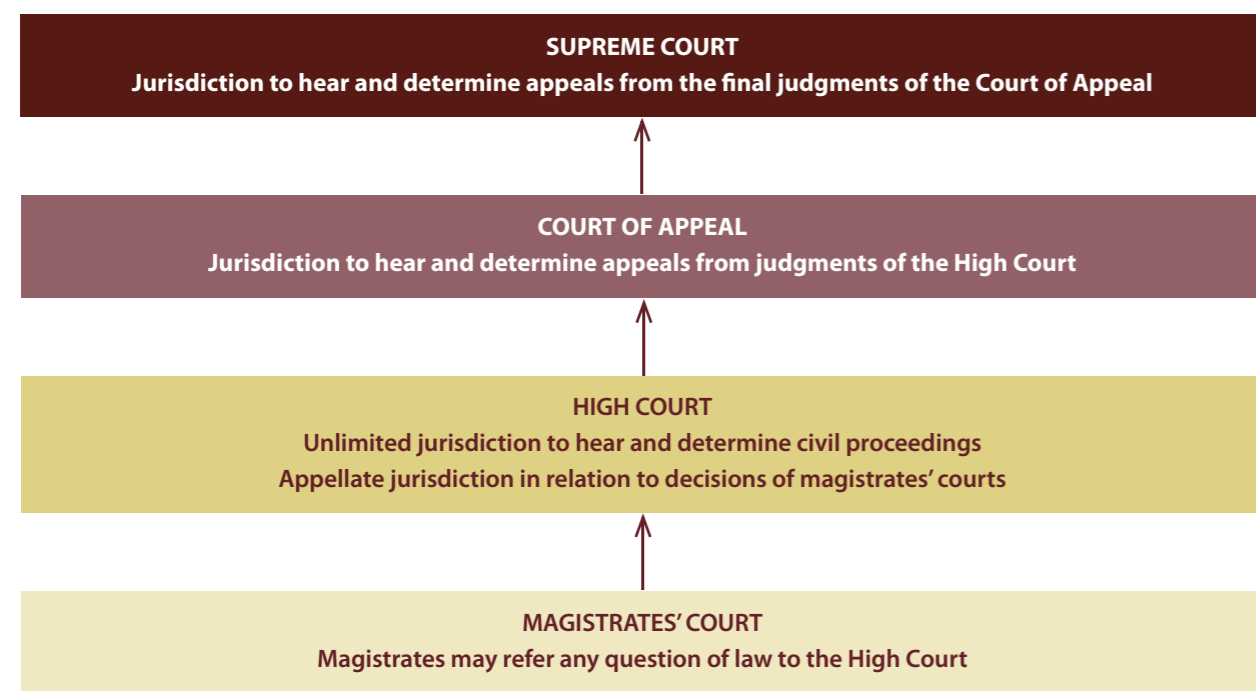 SUPREME COURT
Jurisdiction to hear and determine appeals from the final judgments of the Court of Appeal
COURT OF APPEAL
Jurisdiction to hear and determine appeals from judgments of the High Court
HIGH COURT
Unlimited jurisdiction to hear and determine civil proceedings
Appellate jurisdiction in relation to decisions of magistrates’ courts
MAGISTRATES’ COURT
Magistrates may refer any question of law to the High Court